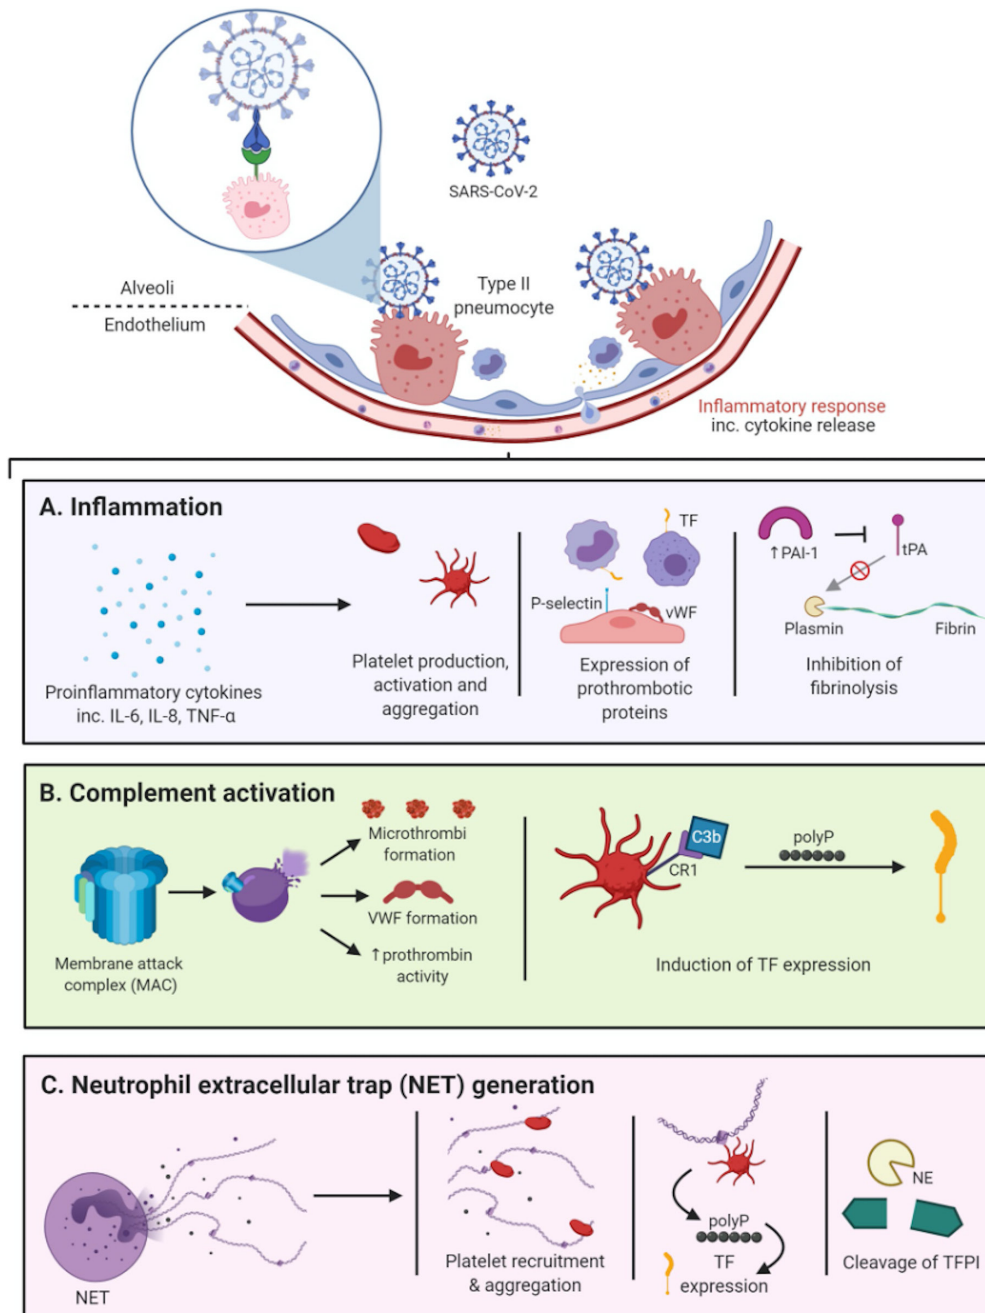 SARS-CoV-2
Alveoli
Endothelium
Type II
pneumocyte
Inflammatory response
inc. cytokine release
A. Inflammation
Proinflammatory cytokines
inc. IL-6, IL-8, TNF-α
Platelet production,
activation and
aggregation
TF
P-selectin
vWF
Expression of
prothrombotic
proteins
↑PAI-1
tPA
Plasmin
Fibrin
Inhibition of
fibrinolysis
B. Complement activation
Membrane attack
complex (MAC)
Microthrombi
formation
VWF formation
↑prothrombin
activity
C3b
CR1
polyP
Induction of TF expression
C. Neutrophil extracellular trap (NET) generation
NET
Platelet recruitment
& aggregation
polyP
TF
expression
NE
Cleavage of TFPI